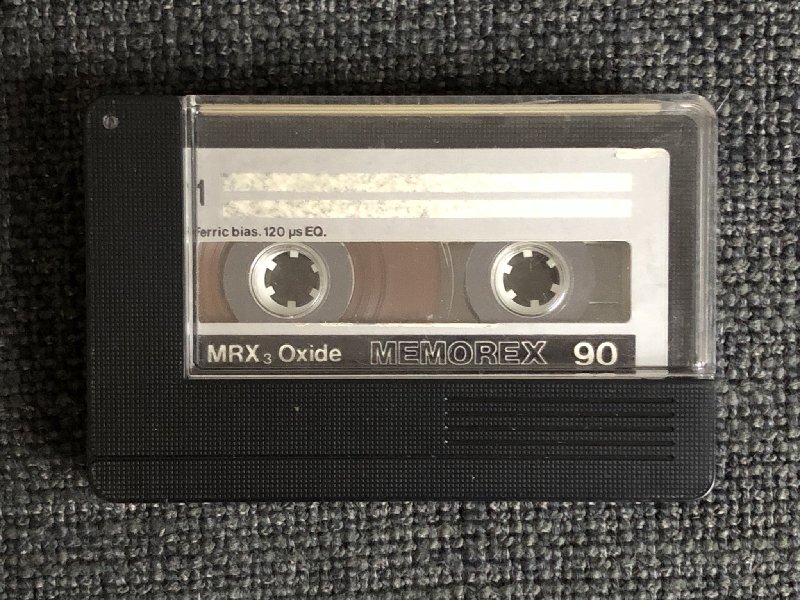 1
ferric bias. 120 µs EQ.
MRX₃ Oxide MEMOREX 90